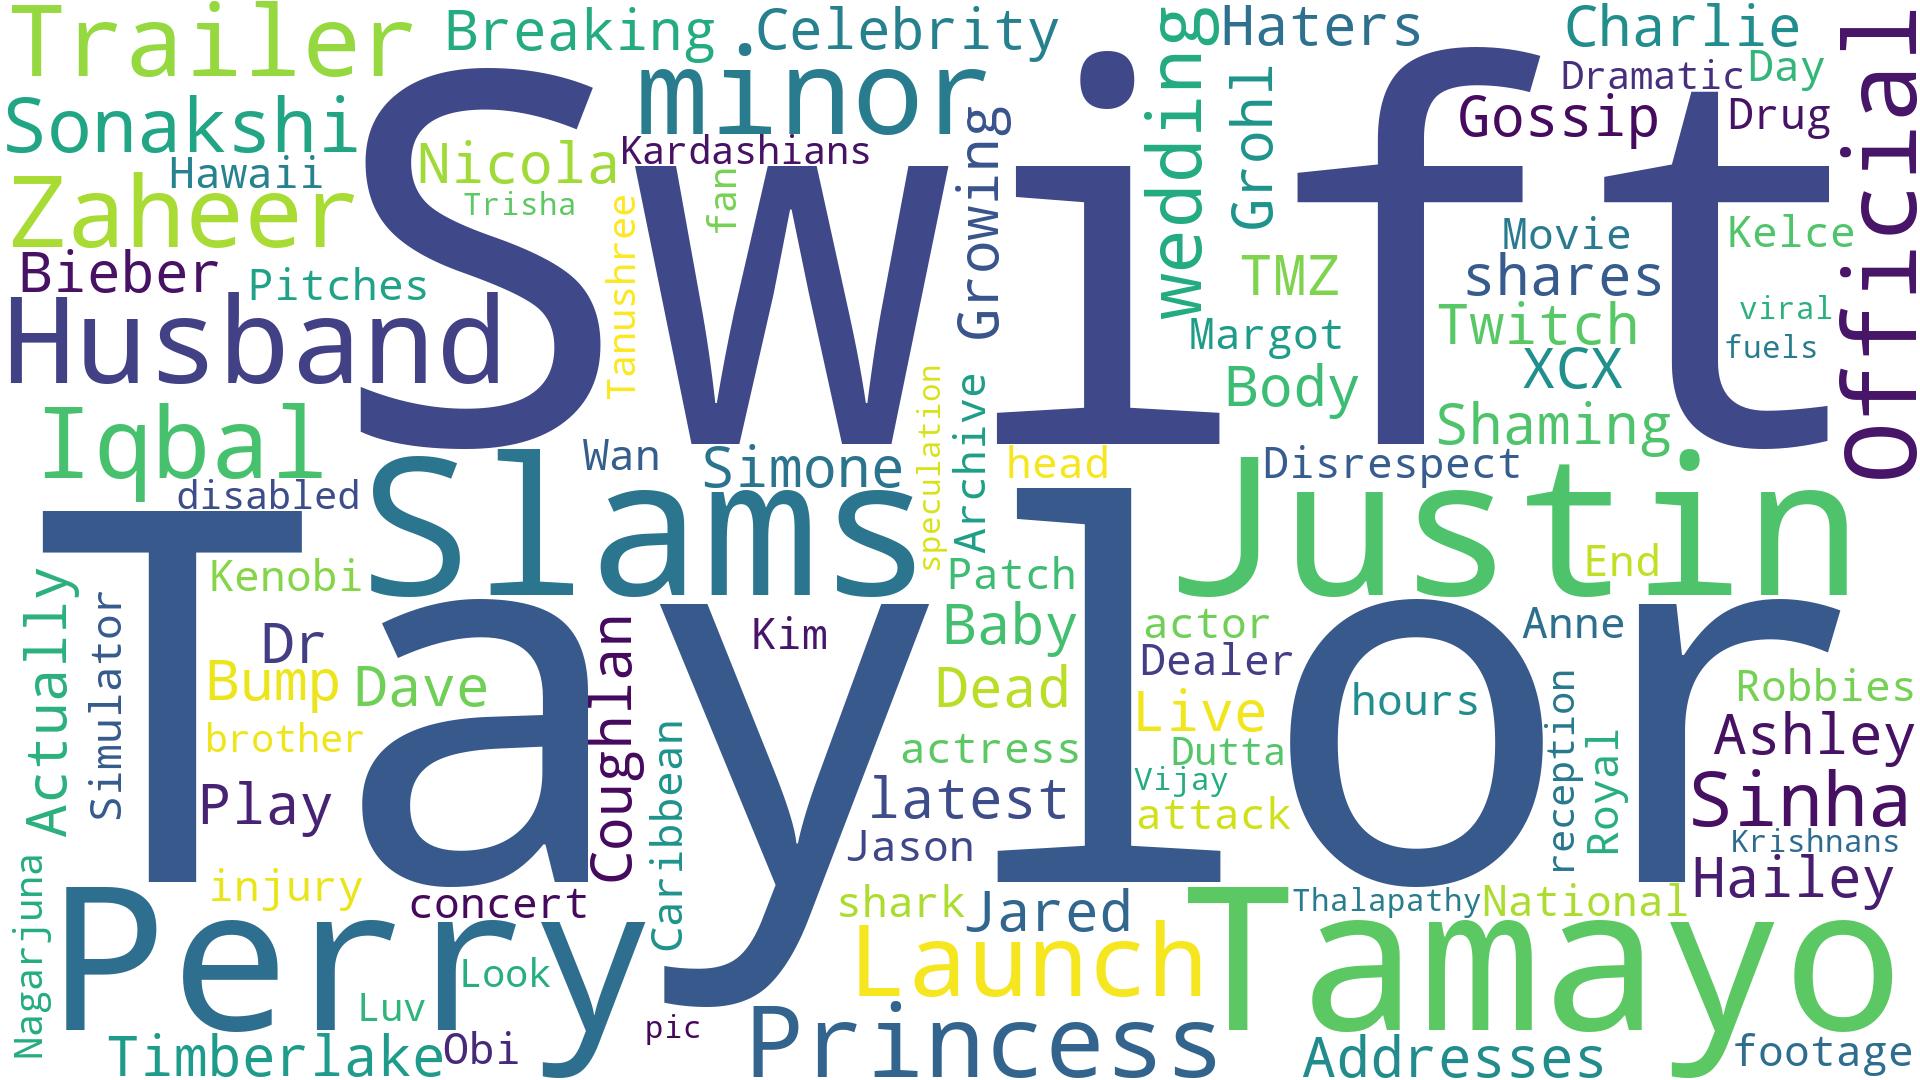 Trailer
Breaking
Celebrity
wedding
Haters
Charlie
official
Sonakshi
minor
Dramatic
Day
Hawaii
Nicola
Kardashians
Growing
Grohl
Gossip
Drug
Zaheer
Trisha
fan
Swift
Movie
Kelce
Bieber
Pitches
Tanushree
TMZ
shares
Husband
Margot
Twitch
viral
fuels
XCX
Iqbal
Body
Shaming
Wan
Simone
speculation
Archive
head
Disrespect
disabled
Slams
Justin
Taylor
Kenobi
Patch
End
Actually
Simulator
Dr
Coughlan
Kim
Baby
actor
Anne
Bump
Dave
Dealer
Dead
Live
hours
reception
Robbies
brother
Caribbean
actress
Dutta
Royal
Ashley
Play
latest
Vijay
attack
Sinha
Jason
Krishnans
Nagarjuna
injury
concert
shark
Jared
Thalapathy
National
Hailey
Perry
Launch
Tamayo
Look
Luv
pic
Princess
Timberlake
Obi
Addresses
footage